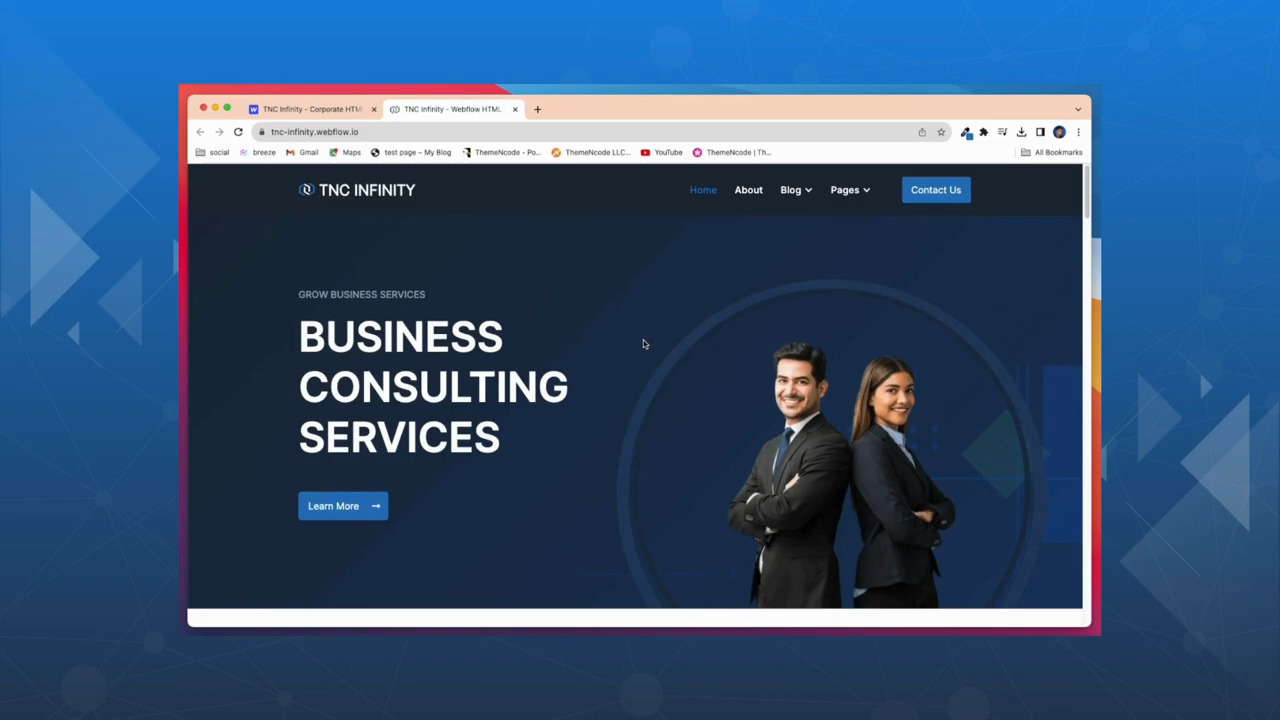 TNC Infinity - Corporate HTM
TNC Infinity - Webflow HTML
tnc-infinity.webflow.io
social breeze Gmail Maps test page – My Blog ThemeNcode - Po... ThemeNcode LLC... YouTube ThemeNcode | Th... All Bookmarks
TNC INFINITY Home About Blog Pages Contact Us
GROW BUSINESS SERVICES
BUSINESS
CONSULTING
SERVICES
Learn More